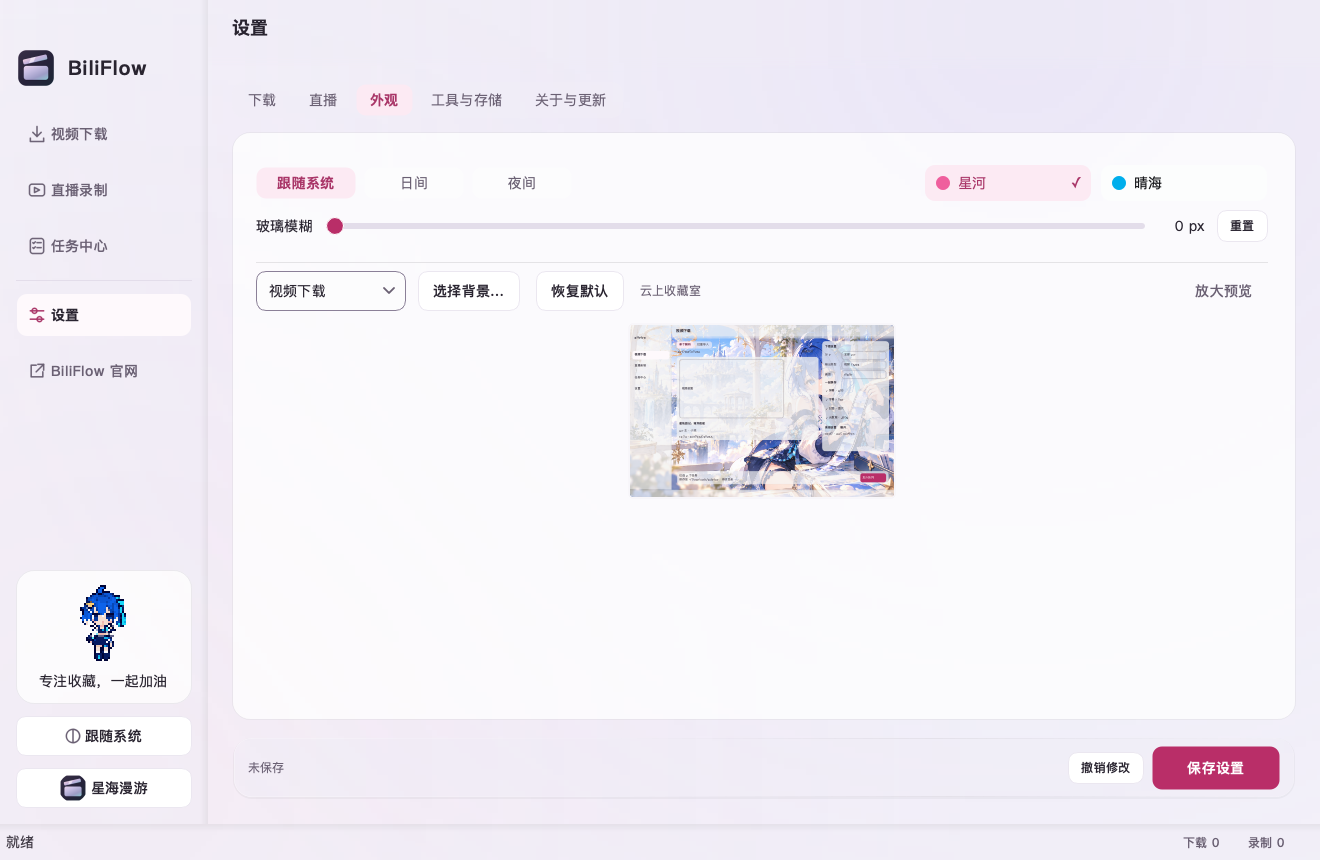 设置
BiliFlow
视频下载
直播录制
任务中心
设置
BiliFlow 官网
专注收藏，一起加油
跟随系统
星海漫游
下载 直播 外观 工具与存储 关于与更新
跟随系统 日间 夜间 星河 ✓ 晴海
玻璃模糊 0 px 重置
视频下载 选择背景... 恢复默认 云上收藏室 放大预览
未保存 撤销修改 保存设置
就绪 下载 0 录制 0